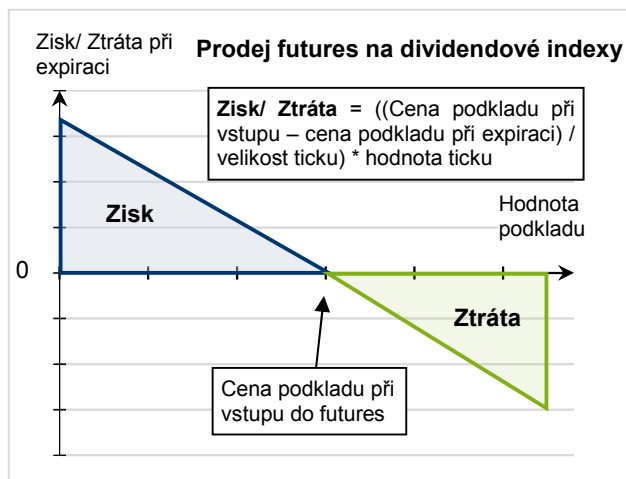 Zisk/ Ztráta při
expiraci
Prodej futures na dividendové indexy
Zisk/ Ztráta = ((Cena podkladu při
vstupu – cena podkladu při expiraci) /
velikost ticku) * hodnota ticku
Hodnota
podkladu
Zisk
0
Ztráta
Cena podkladu při
vstupu do futures